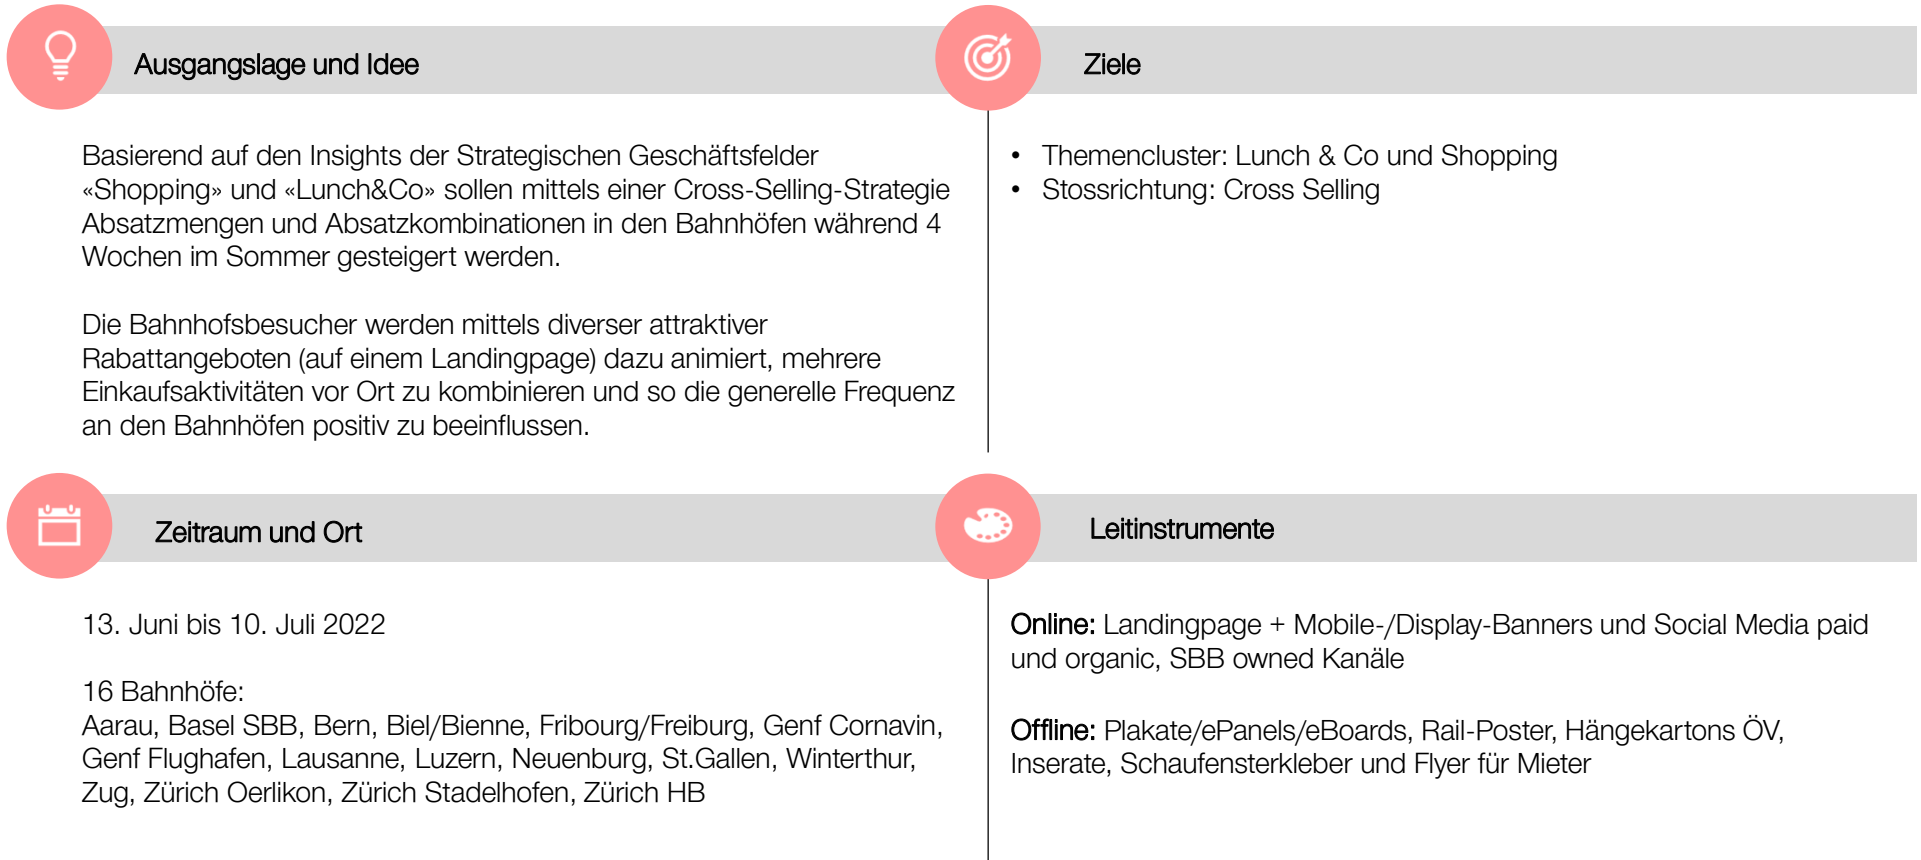 Ausgangslage und Idee
Basierend auf den Insights der Strategischen Geschäftsfelder
«Shopping» und «Lunch&Co» sollen mittels einer Cross-Selling-Strategie
Absatzmengen und Absatzkombinationen in den Bahnhöfen während 4
Wochen im Sommer gesteigert werden.
Die Bahnhofsbesucher werden mittels diverser attraktiver
Rabattangeboten (auf einem Landingpage) dazu animiert, mehrere
Einkaufsaktivitäten vor Ort zu kombinieren und so die generelle Frequenz
an den Bahnhöfen positiv zu beeinflussen.
Ziele
• Themencluster: Lunch & Co und Shopping
• Stossrichtung: Cross Selling
Zeitraum und Ort
13. Juni bis 10. Juli 2022
16 Bahnhöfe:
Aarau, Basel SBB, Bern, Biel/Bienne, Fribourg/Freiburg, Genf Cornavin,
Genf Flughafen, Lausanne, Luzern, Neuenburg, St.Gallen, Winterthur,
Zug, Zürich Oerlikon, Zürich Stadelhofen, Zürich HB
Leitinstrumente
Online: Landingpage + Mobile-/Display-Banners und Social Media paid
und organic, SBB owned Kanäle
Offline: Plakate/ePanels/eBoards, Rail-Poster, Hängekartons ÖV,
Inserate, Schaufensterkleber und Flyer für Mieter